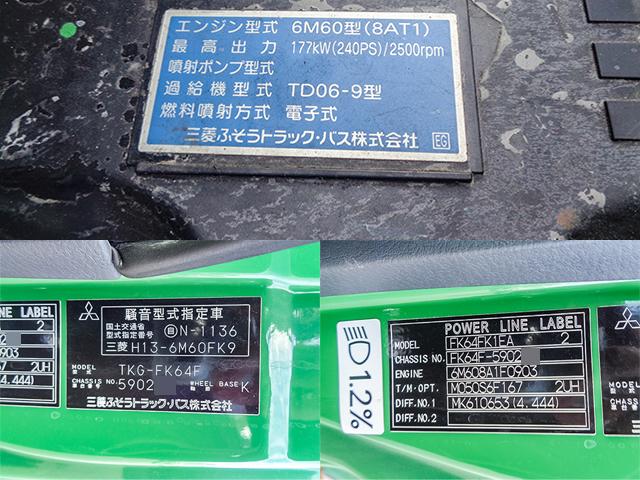 エンジン型式 6M60型(8AT1)
最高出力 177kW(240PS)/2500rpm
噴射ポンプ型式
過給機型式 TD06-9型
燃料噴射方式 電子式
三菱ふそうトラック・バス株式会社 EG
LINE LABEL
2
0903
7 2UH
(4.444)
騒音型式指定車
国土交通省
型式指定番号 自 N-1136
三菱 H13-6M60FK9
MODEL TKG-FK64F
CHASSIS NO. 5902 WHEEL BASE K
三菱ふそうトラック・バス株式会社
1.2%
POWER LINE LABEL
MODEL FK64FK1EA 2
CHASSIS NO. FK64F-5902
ENGINE 6M608A1F0903
T/M·OPT. M050S6F167 2UH
DIFF.NO.1 MK610653(4.444)
DIFF.NO.2